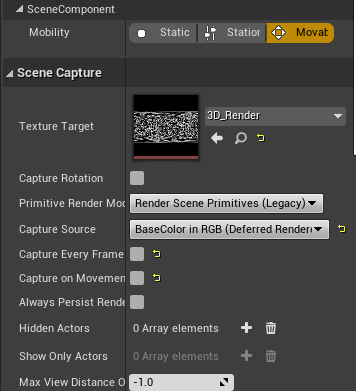 SceneComponent
Mobility Static Station Movab
Scene Capture
Texture Target 3D_Render
Capture Rotation
Primitive Render Mod Render Scene Primitives (Legacy)
Capture Source BaseColor in RGB (Deferred Rendere
Capture Every Frame
Capture on Movemen
Always Persist Rende
Hidden Actors 0 Array elements
Show Only Actors 0 Array elements
Max View Distance O -1.0